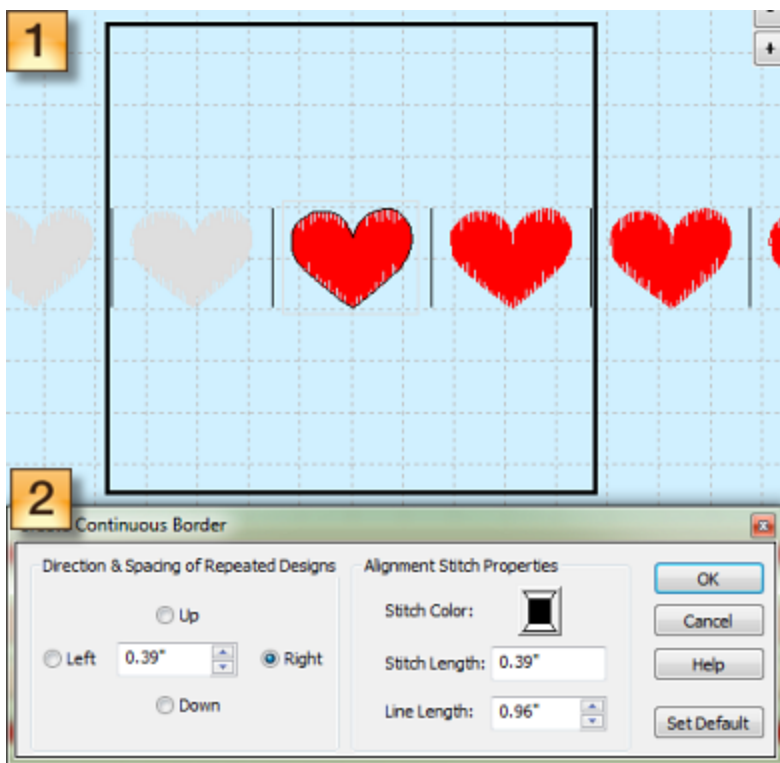 1
+
2
Continuous Border
Direction & Spacing of Repeated Designs
Alignment Stitch Properties
Up
Left
0.39"
Right
Down
Stitch Color:
Stitch Length: 0.39"
Line Length: 0.96"
OK
Cancel
Help
Set Default